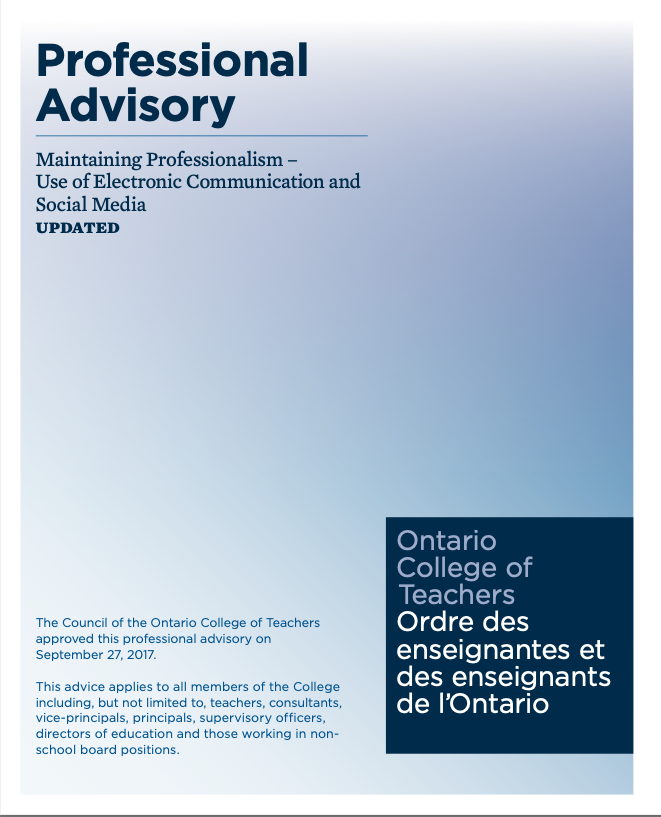 Professional
Advisory
Maintaining Professionalism –
Use of Electronic Communication and
Social Media
UPDATED
The Council of the Ontario College of Teachers
approved this professional advisory on
September 27, 2017.
This advice applies to all members of the College
including, but not limited to, teachers, consultants,
vice-principals, principals, supervisory officers,
directors of education and those working in non-
school board positions.
Ontario
College of
Teachers
Ordre des
enseignantes et
des enseignants
de l’Ontario